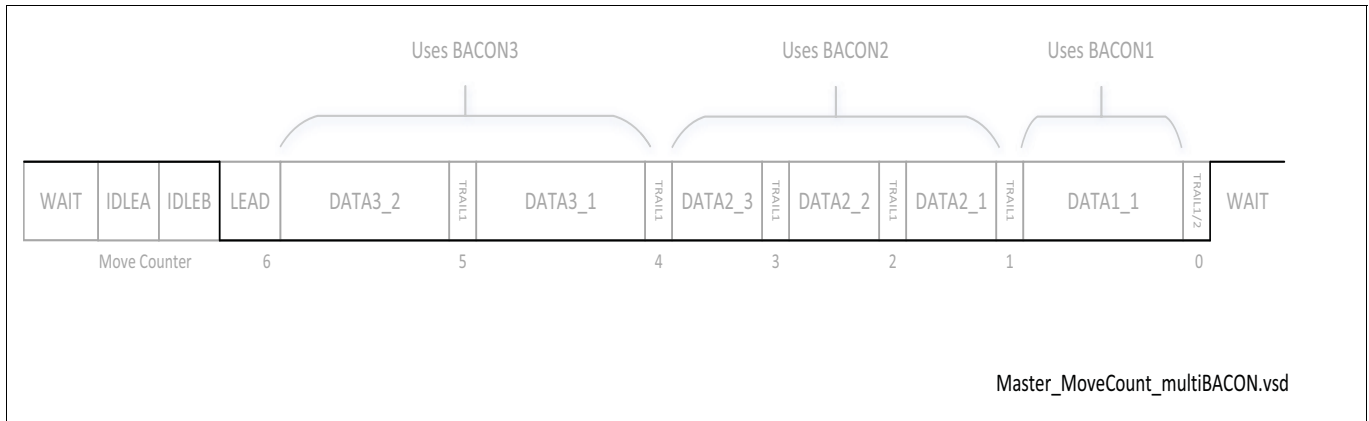 Uses BACON3 Uses BACON2 Uses BACON1
WAIT IDLEA IDLEB LEAD DATA3_2 TRAIL1 DATA3_1 TRAIL1 DATA2_3 TRAIL1 DATA2_2 TRAIL1 DATA2_1 TRAIL1 DATA1_1 TRAIL1/2 WAIT
Move Counter 6 5 4 3 2 1 0
Master_MoveCount_multiBACON.vsd